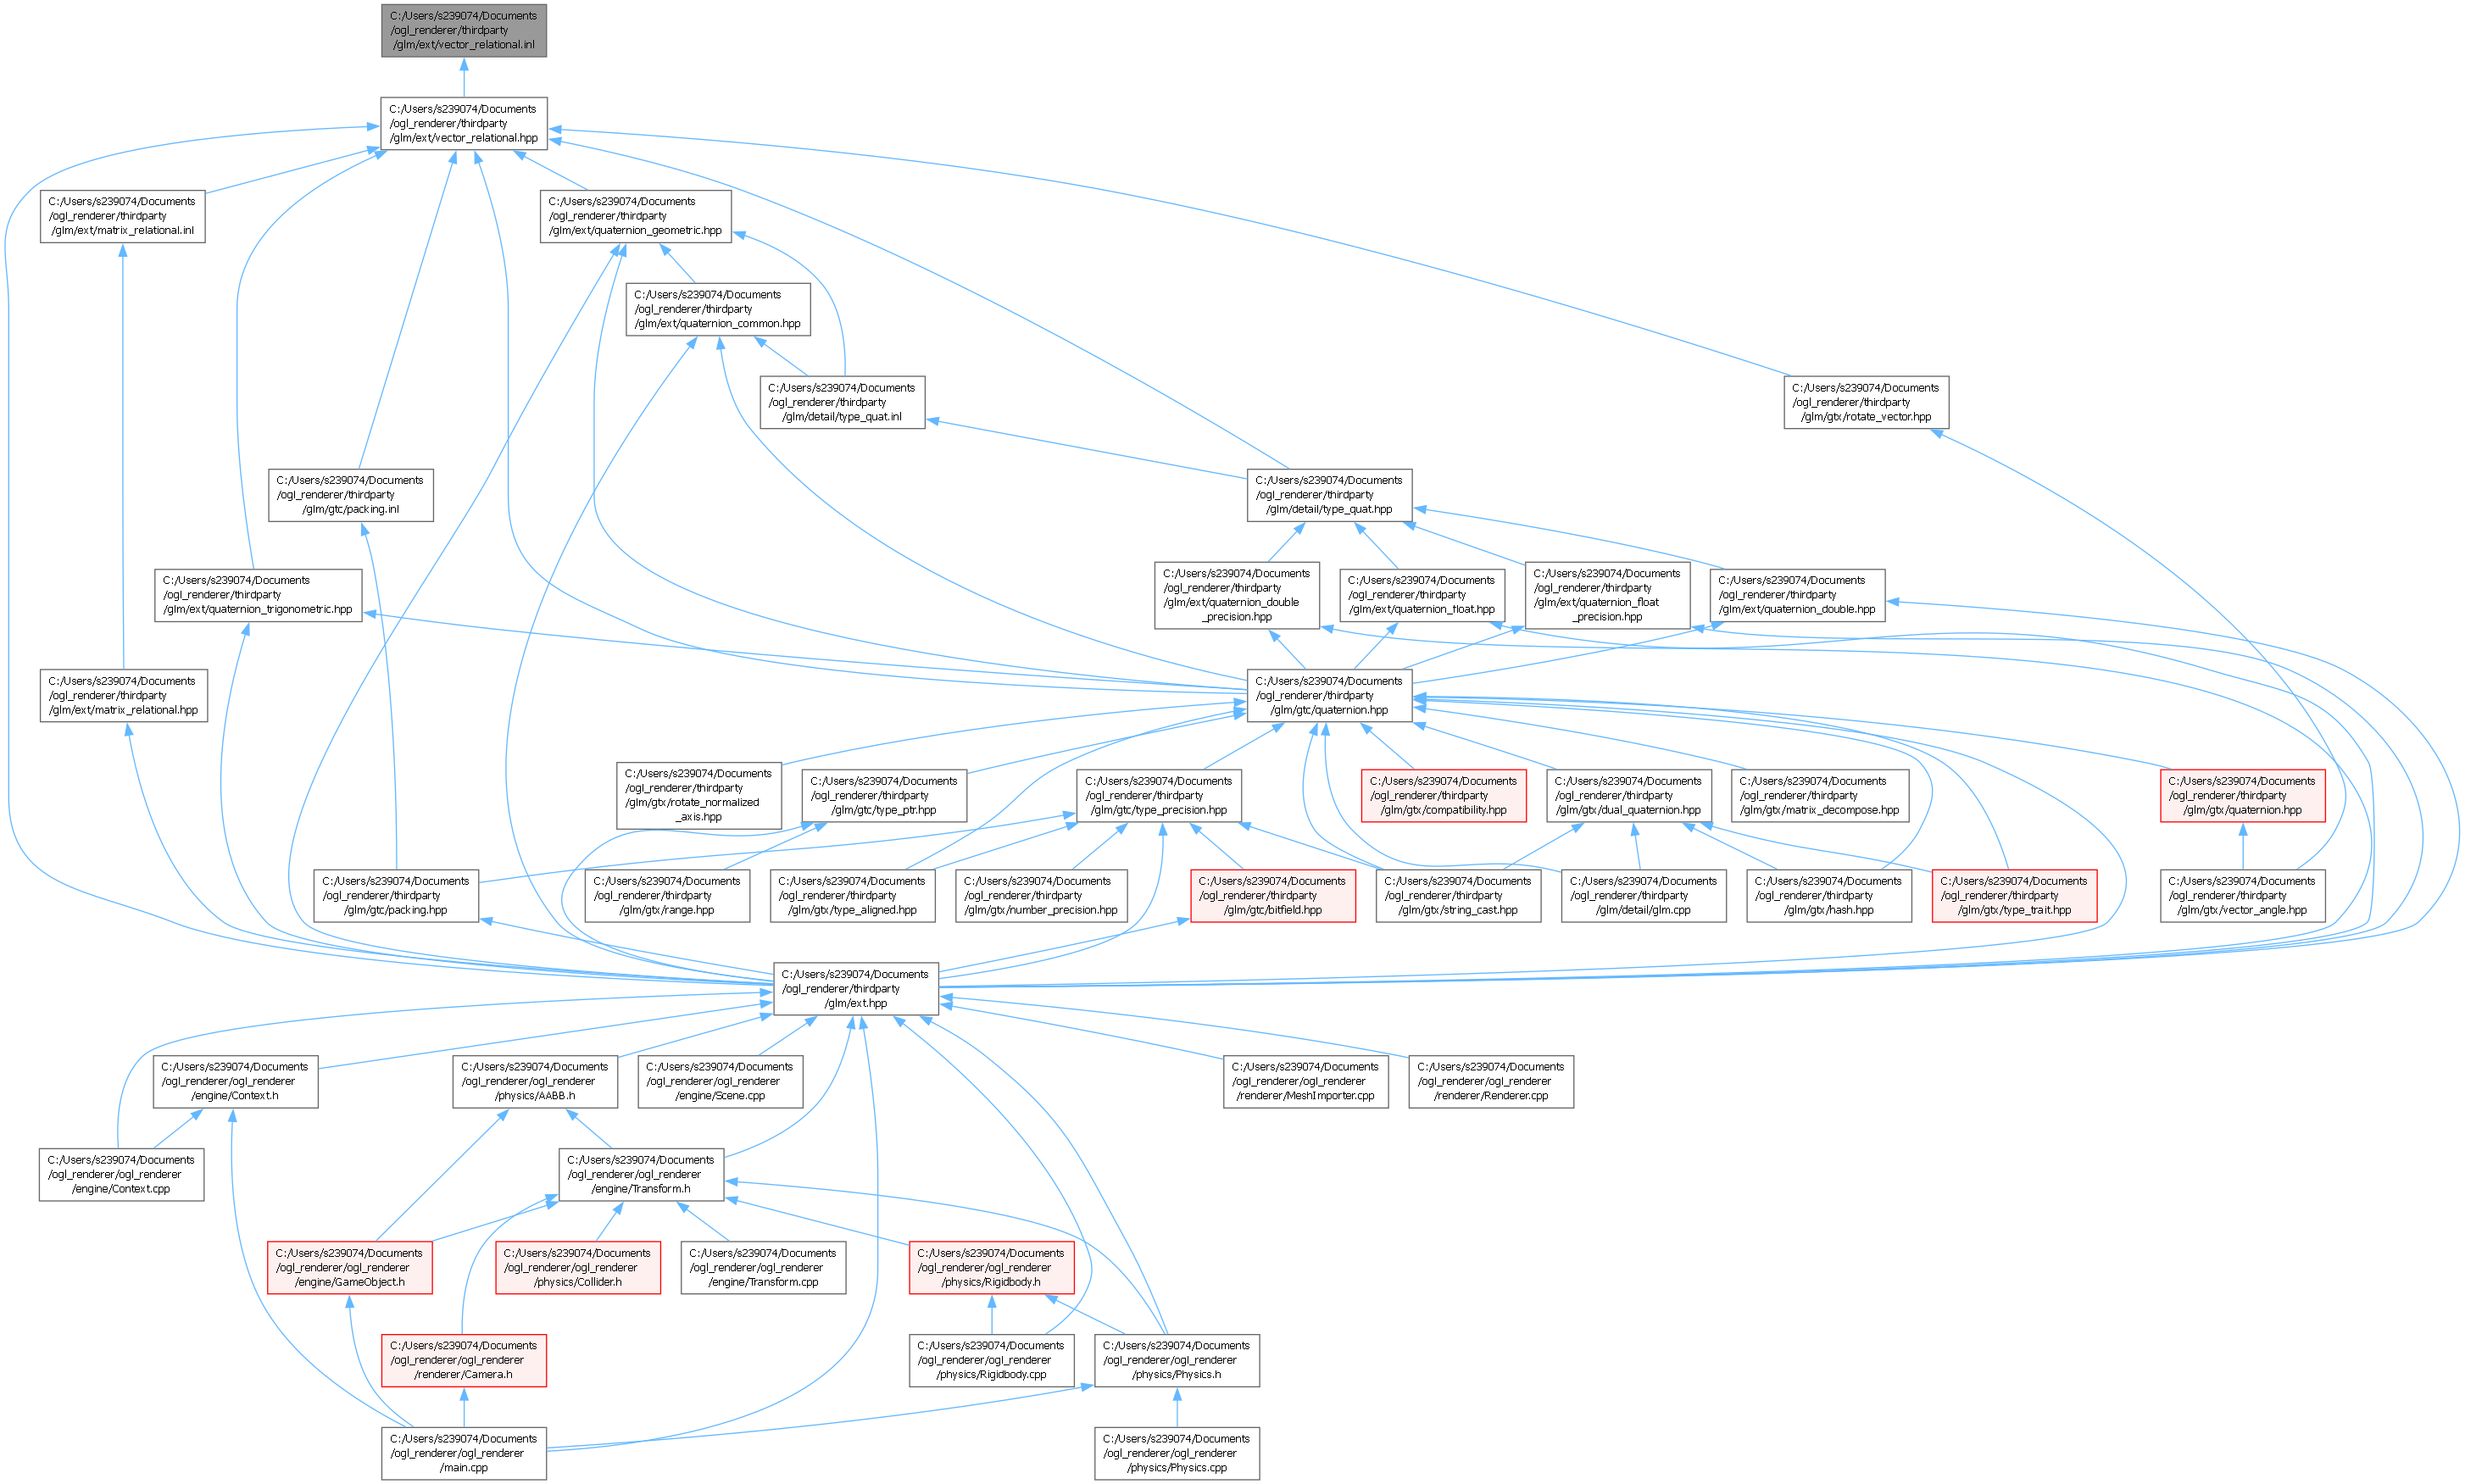 C:/Users/s239074/Documents
/ogl_renderer/thirdparty
/glm/ext/vector_relational.inl
C:/Users/s239074/Documents
/ogl_renderer/thirdparty
/glm/ext/vector_relational.hpp
C:/Users/s239074/Documents
/ogl_renderer/thirdparty
/glm/ext/matrix_relational.inl
C:/Users/s239074/Documents
/ogl_renderer/thirdparty
/glm/ext/quaternion_geometric.hpp
C:/Users/s239074/Documents
/ogl_renderer/thirdparty
/glm/ext/quaternion_common.hpp
C:/Users/s239074/Documents
/ogl_renderer/thirdparty
/glm/detail/type_quat.inl
C:/Users/s239074/Documents
/ogl_renderer/thirdparty
/glm/gtx/rotate_vector.hpp
C:/Users/s239074/Documents
/ogl_renderer/thirdparty
/glm/gtc/packing.inl
C:/Users/s239074/Documents
/ogl_renderer/thirdparty
/glm/detail/type_quat.hpp
C:/Users/s239074/Documents
/ogl_renderer/thirdparty
/glm/ext/quaternion_trigonometric.hpp
C:/Users/s239074/Documents
/ogl_renderer/thirdparty
/glm/ext/quaternion_double
_precision.hpp
C:/Users/s239074/Documents
/ogl_renderer/thirdparty
/glm/ext/quaternion_float.hpp
C:/Users/s239074/Documents
/ogl_renderer/thirdparty
/glm/ext/quaternion_float
_precision.hpp
C:/Users/s239074/Documents
/ogl_renderer/thirdparty
/glm/ext/quaternion_double.hpp
C:/Users/s239074/Documents
/ogl_renderer/thirdparty
/glm/ext/matrix_relational.hpp
C:/Users/s239074/Documents
/ogl_renderer/thirdparty
/glm/gtc/quaternion.hpp
C:/Users/s239074/Documents
/ogl_renderer/thirdparty
/glm/gtx/rotate_normalized
_axis.hpp
C:/Users/s239074/Documents
/ogl_renderer/thirdparty
/glm/gtc/type_ptr.hpp
C:/Users/s239074/Documents
/ogl_renderer/thirdparty
/glm/gtc/type_precision.hpp
C:/Users/s239074/Documents
/ogl_renderer/thirdparty
/glm/gtx/compatibility.hpp
C:/Users/s239074/Documents
/ogl_renderer/thirdparty
/glm/gtx/dual_quaternion.hpp
C:/Users/s239074/Documents
/ogl_renderer/thirdparty
/glm/gtx/matrix_decompose.hpp
C:/Users/s239074/Documents
/ogl_renderer/thirdparty
/glm/gtx/quaternion.hpp
C:/Users/s239074/Documents
/ogl_renderer/thirdparty
/glm/gtc/packing.hpp
C:/Users/s239074/Documents
/ogl_renderer/thirdparty
/glm/gtx/range.hpp
C:/Users/s239074/Documents
/ogl_renderer/thirdparty
/glm/gtx/type_aligned.hpp
C:/Users/s239074/Documents
/ogl_renderer/thirdparty
/glm/gtx/number_precision.hpp
C:/Users/s239074/Documents
/ogl_renderer/thirdparty
/glm/gtc/bitfield.hpp
C:/Users/s239074/Documents
/ogl_renderer/thirdparty
/glm/gtx/string_cast.hpp
C:/Users/s239074/Documents
/ogl_renderer/thirdparty
/glm/detail/glm.cpp
C:/Users/s239074/Documents
/ogl_renderer/thirdparty
/glm/gtx/hash.hpp
C:/Users/s239074/Documents
/ogl_renderer/thirdparty
/glm/gtx/type_trait.hpp
C:/Users/s239074/Documents
/ogl_renderer/thirdparty
/glm/gtx/vector_angle.hpp
C:/Users/s239074/Documents
/ogl_renderer/thirdparty
/glm/ext.hpp
C:/Users/s239074/Documents
/ogl_renderer/ogl_renderer
/engine/Context.h
C:/Users/s239074/Documents
/ogl_renderer/ogl_renderer
/physics/AABB.h
C:/Users/s239074/Documents
/ogl_renderer/ogl_renderer
/engine/Scene.cpp
C:/Users/s239074/Documents
/ogl_renderer/ogl_renderer
/renderer/MeshImporter.cpp
C:/Users/s239074/Documents
/ogl_renderer/ogl_renderer
/renderer/Renderer.cpp
C:/Users/s239074/Documents
/ogl_renderer/ogl_renderer
/engine/Context.cpp
C:/Users/s239074/Documents
/ogl_renderer/ogl_renderer
/engine/Transform.h
C:/Users/s239074/Documents
/ogl_renderer/ogl_renderer
/engine/GameObject.h
C:/Users/s239074/Documents
/ogl_renderer/ogl_renderer
/physics/Collider.h
C:/Users/s239074/Documents
/ogl_renderer/ogl_renderer
/engine/Transform.cpp
C:/Users/s239074/Documents
/ogl_renderer/ogl_renderer
/physics/Rigidbody.h
C:/Users/s239074/Documents
/ogl_renderer/ogl_renderer
/renderer/Camera.h
C:/Users/s239074/Documents
/ogl_renderer/ogl_renderer
/physics/Rigidbody.cpp
C:/Users/s239074/Documents
/ogl_renderer/ogl_renderer
/physics/Physics.h
C:/Users/s239074/Documents
/ogl_renderer/ogl_renderer
/main.cpp
C:/Users/s239074/Documents
/ogl_renderer/ogl_renderer
/physics/Physics.cpp